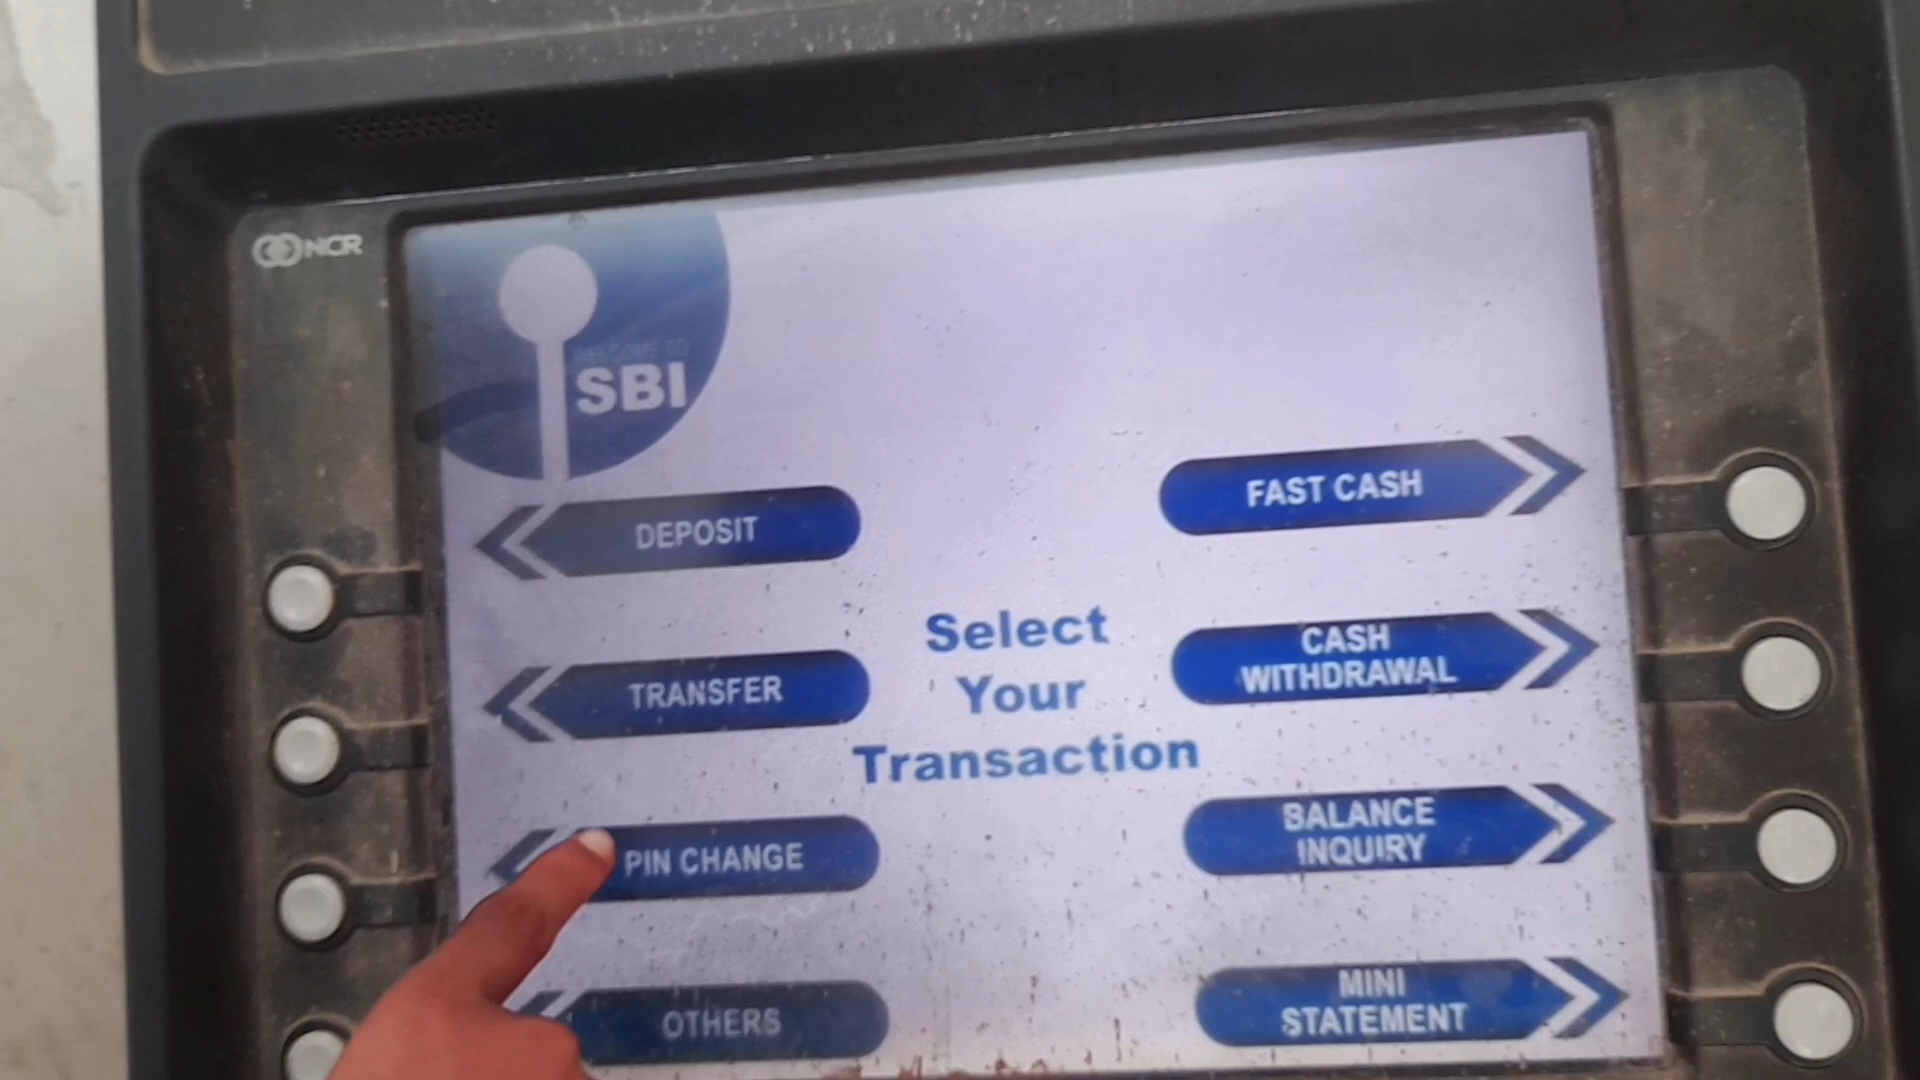 NCR
WELCOME TO
SBI
DEPOSIT
TRANSFER
PIN CHANGE
OTHERS
Select
Your
Transaction
FAST CASH
CASH
WITHDRAWAL
BALANCE
INQUIRY
MINI
STATEMENT